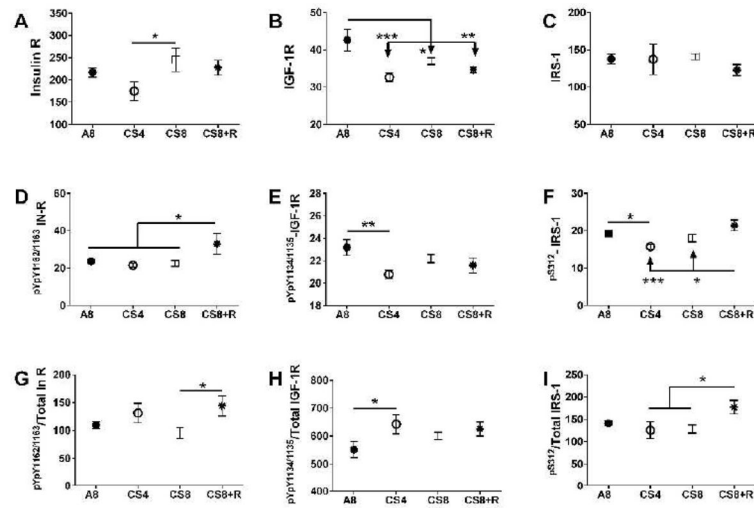 A
Insulin R
300
250
200
150
100
*
A8 CS4 CS8 CS8+R
B
IGF-1R
50
40
30
20
***
*
**
A8 CS4 CS8 CS8+R
C
IRS-1
200
150
100
50
0
A8 CS4 CS8 CS8+R
D
pYpY1162/1163 IN-R
60
40
20
0
*
A8 CS4 CS8 CS8+R
E
pYpY1134/1135-IGF-1R
28
26
24
22
20
18
**
A8 CS4 CS8 CS8+R
F
pS312- IRS-1
30
20
10
0
*
*** *
A8 CS4 CS8 CS8+R
G
pYpY1162/1163/Total In R
200
150
100
50
0
*
A8 CS4 CS8 CS8+R
H
pYpY1134/1135/Total IGF-1R
800
700
600
500
400
*
A8 CS4 CS8 CS8+R
I
pS312/Total IRS-1
250
200
150
100
50
0
*
A8 CS4 CS8 CS8+R